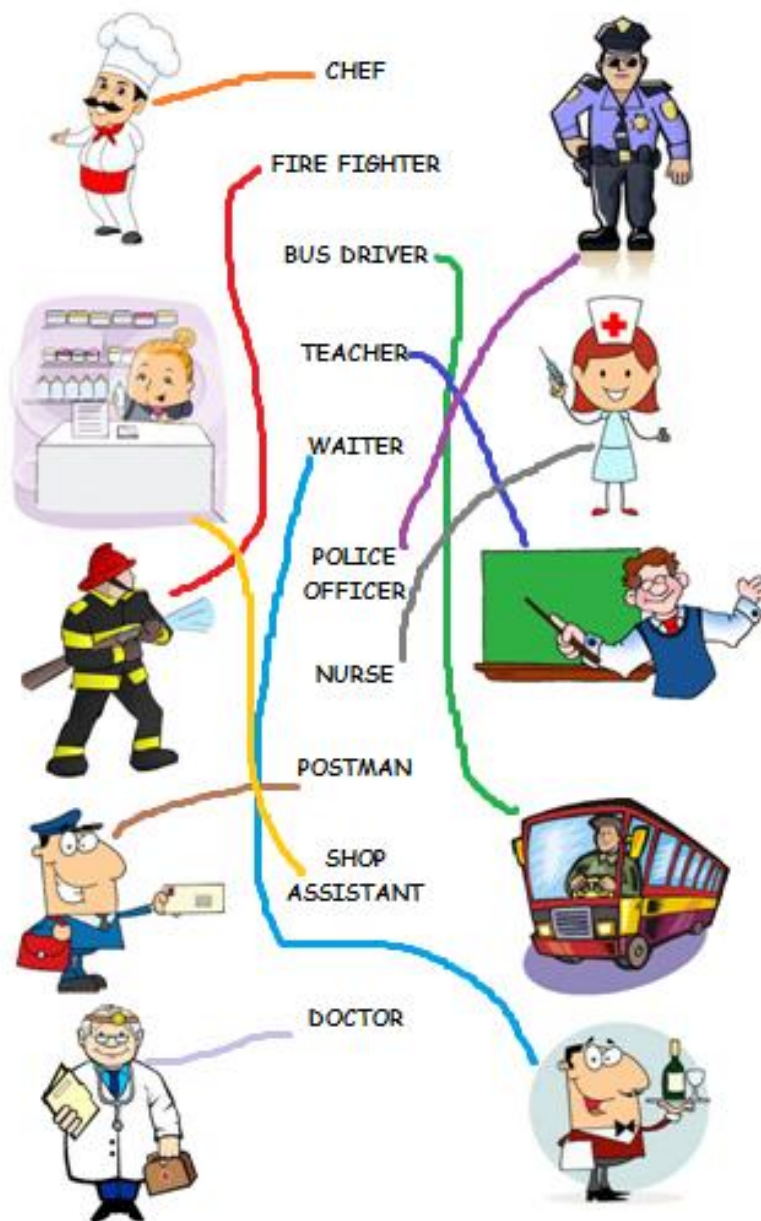 CHEF
FIRE FIGHTER
BUS DRIVER
TEACHER
WAITER
POLICE
OFFICER
NURSE
POSTMAN
SHOP
ASSISTANT
DOCTOR